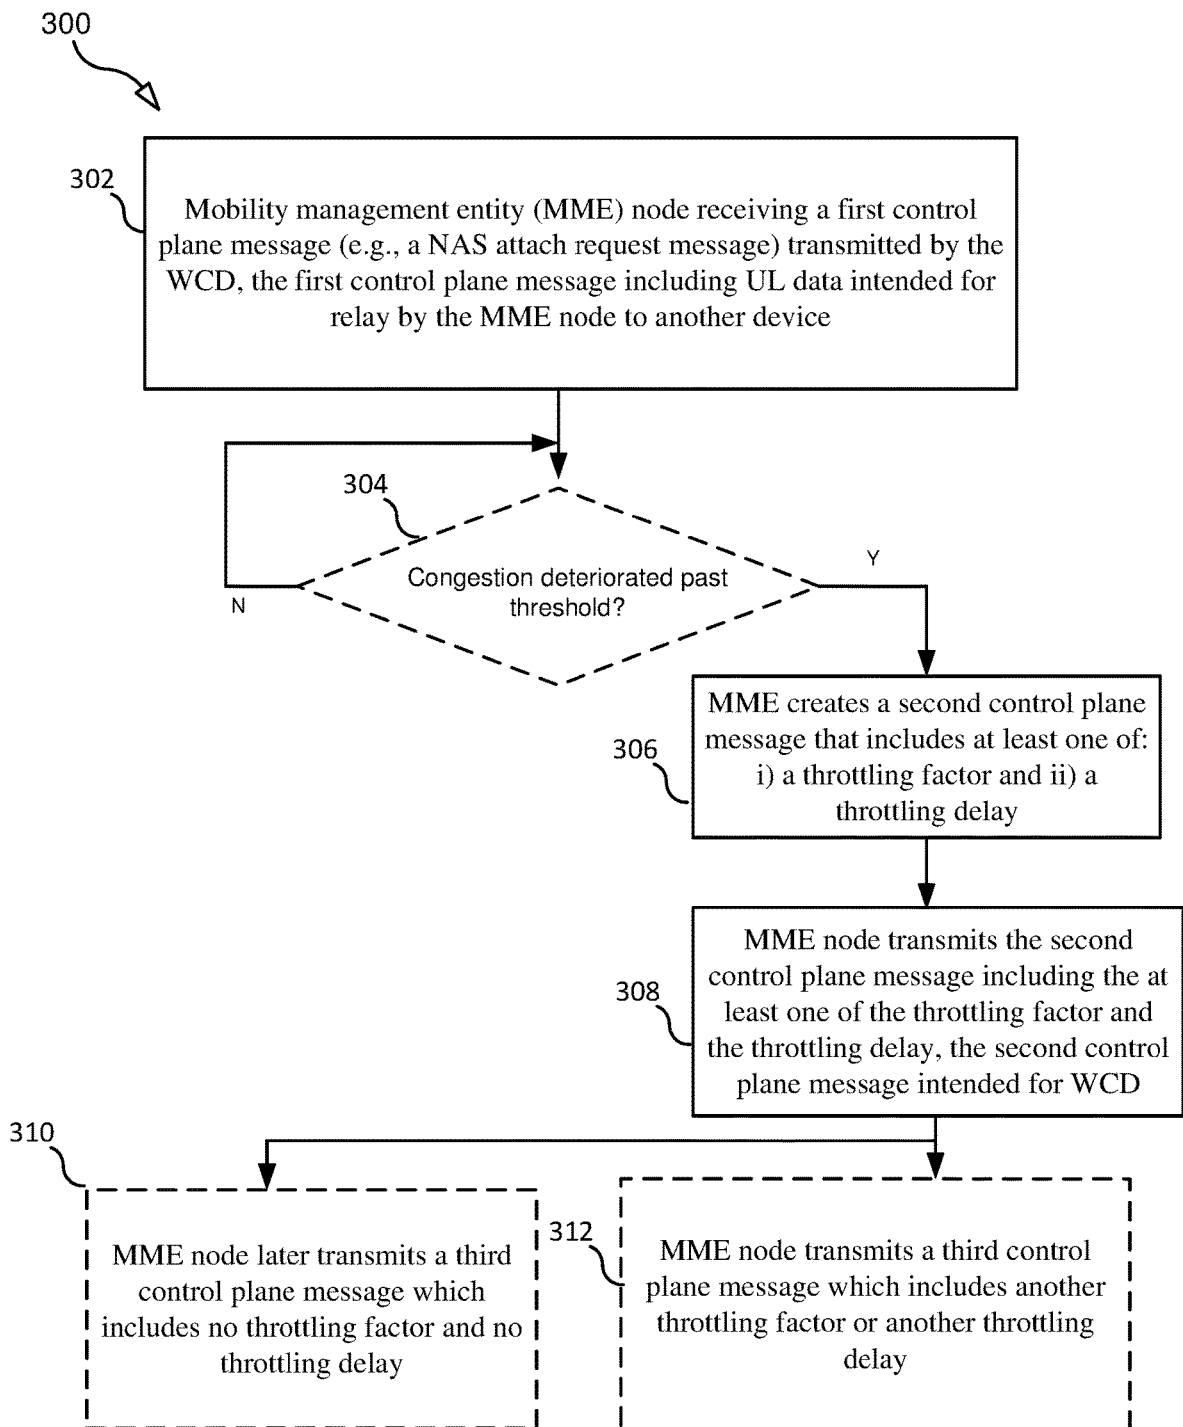 300
302
Mobility management entity (MME) node receiving a first control
plane message (e.g., a NAS attach request message) transmitted by the
WCD, the first control plane message including UL data intended for
relay by the MME node to another device
304
Congestion deteriorated past
threshold?
Y
N
306
MME creates a second control plane
message that includes at least one of:
i) a throttling factor and ii) a
throttling delay
308
MME node transmits the second
control plane message including the at
least one of the throttling factor and
the throttling delay, the second control
plane message intended for WCD
310
MME node later transmits a third
control plane message which
includes no throttling factor and no
throttling delay
312
MME node transmits a third control
plane message which includes another
throttling factor or another throttling
delay